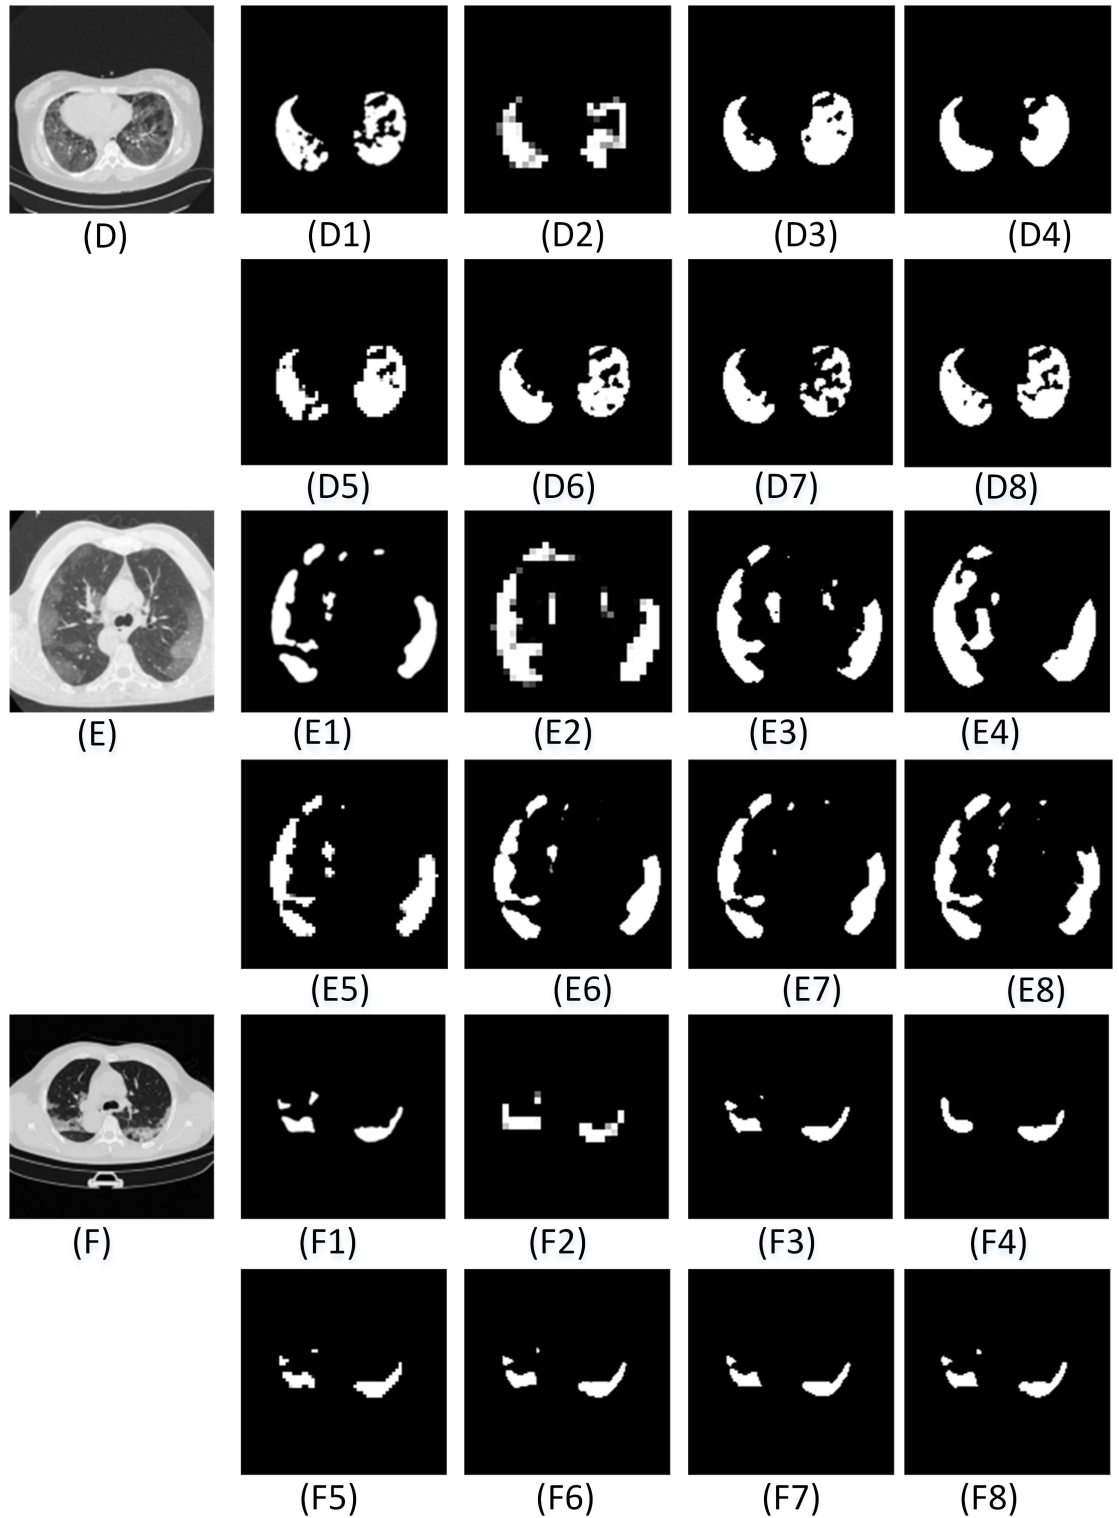 (D) (D1) (D2) (D3) (D4)
(D5) (D6) (D7) (D8)
(E) (E1) (E2) (E3) (E4)
(E5) (E6) (E7) (E8)
(F) (F1) (F2) (F3) (F4)
(F5) (F6) (F7) (F8)